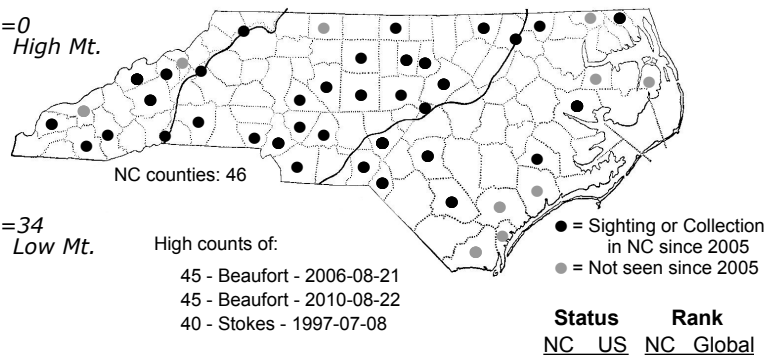 =0
High Mt.
NC counties: 46
=34
Low Mt.
High counts of:
45 - Beaufort - 2006-08-21
45 - Beaufort - 2010-08-22
40 - Stokes - 1997-07-08
= Sighting or Collection
in NC since 2005
= Not seen since 2005
Status Rank
NC US NC Global